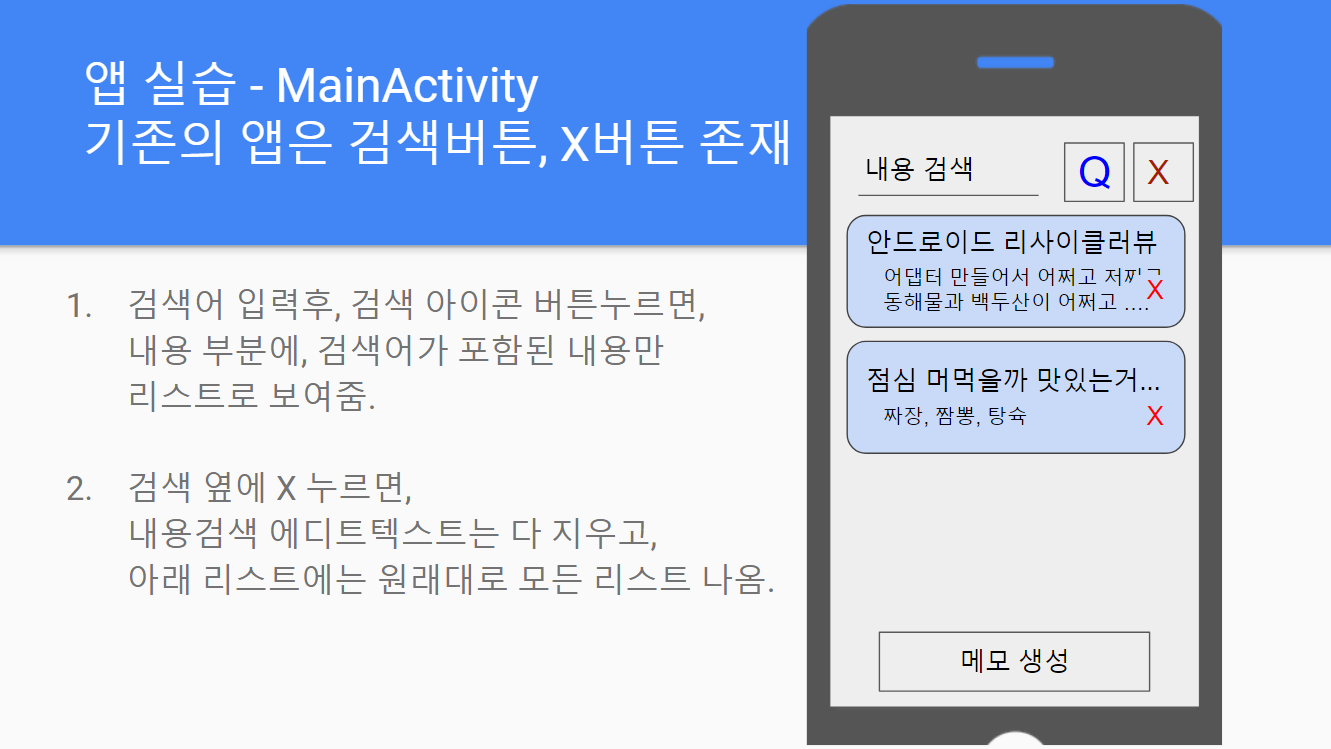 앱 실습 - MainActivity
기존의 앱은 검색버튼, X버튼 존재
1. 검색어 입력후, 검색 아이콘 버튼누르면,
내용 부분에, 검색어가 포함된 내용만
리스트로 보여줌.
2. 검색 옆에 X 누르면,
내용검색 에디트텍스트는 다 지우고,
아래 리스트에는 원래대로 모든 리스트 나옴.
내용 검색 Q X
안드로이드 리사이클러뷰
어댑터 만들어서 어쩌고
동해물과 백두산이 어쩌고 ....
X
점심 머먹을까 맛있는거...
짜장, 짬뽕, 탕슉
X
메모 생성